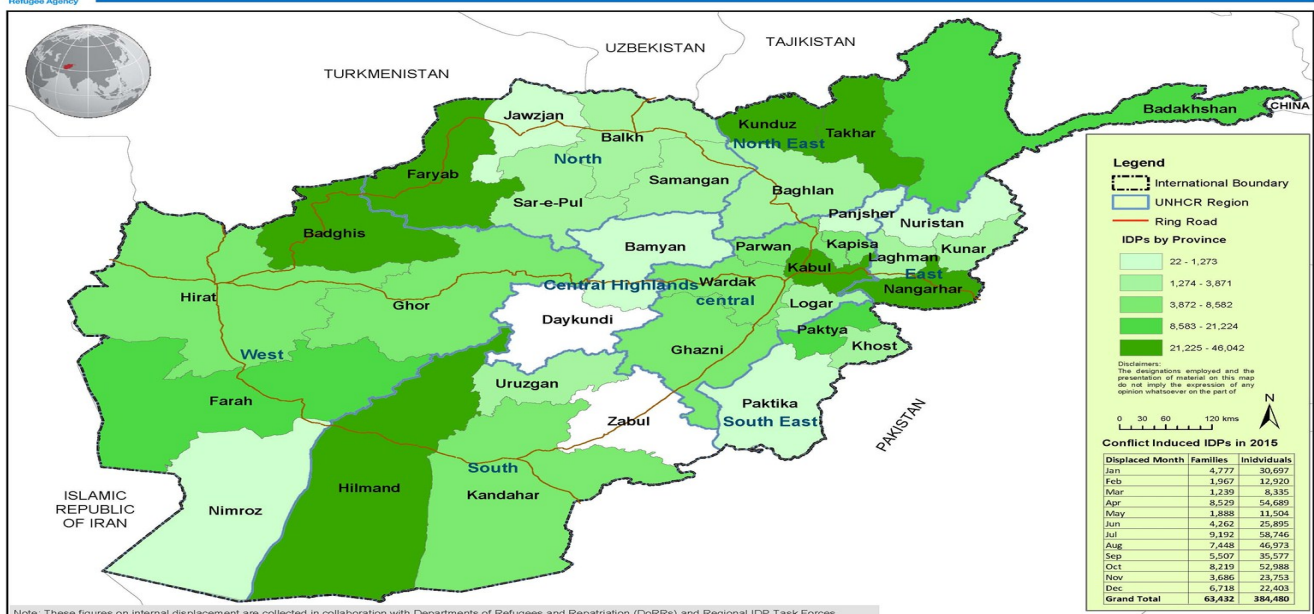 Refugee Agency
UZBEKISTAN
TAJIKISTAN
TURKMENISTAN
CHINA
Badakhshan
Jawzjan
Kunduz
Takhar
Balkh
North East
North
Faryab
Samangan
Baghlan
Sar-e-Pul
Panjsher
Nuristan
Badghis
Bamyan
Parwan
Kapisa
Kunar
Laghman
Kabul
East
Nangarhar
Hirat
Ghor
Central Highlands
Wardak
central
Logar
Daykundi
Paktya
Khost
West
Ghazni
Uruzgan
Farah
Zabul
Paktika
South East
PAKISTAN
South
Hilmand
Kandahar
ISLAMIC
REPUBLIC
OF IRAN
Nimroz
Legend
International Boundary
UNHCR Region
Ring Road
IDPs by Province
22 - 1,273
1,274 - 3,871
3,872 - 8,582
8,583 - 21,224
21,225 - 46,042
Disclaimers:
The designations employed and the
presentation of material on this map
do not imply the expression of any
opinion whatsoever on the part of
N
0 30 60 120 kms
Conflict Induced IDPs in 2015
Displaced Month Families Inidviduals
Jan 4,777 30,697
Feb 1,967 12,920
Mar 1,239 8,335
Apr 8,529 54,689
May 1,888 11,504
Jun 4,262 25,895
Jul 9,192 58,746
Aug 7,448 46,973
Sep 5,507 35,577
Oct 8,219 52,988
Nov 3,686 23,753
Dec 6,718 22,403
Grand Total 63,432 384,480
Note: These figures on internal displacement are collected in collaboration with Departments of Refugees and Repatriation (DoRRs) and Regional IDP Task Forces